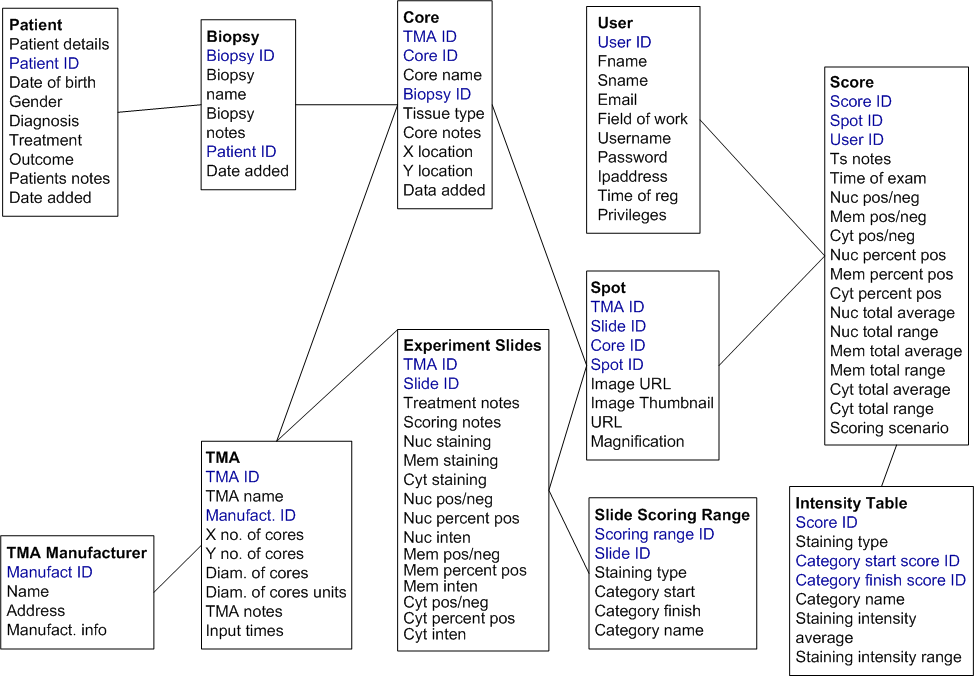 Patient
Patient details
Patient ID
Date of birth
Gender
Diagnosis
Treatment
Outcome
Patients notes
Date added
Biopsy
Biopsy ID
Biopsy
name
Biopsy
notes
Patient ID
Date added
Core
TMA ID
Core ID
Core name
Biopsy ID
Tissue type
Core notes
X location
Y location
Data added
User
User ID
Fname
Sname
Email
Field of work
Username
Password
Ipaddress
Time of reg
Privileges
Score
Score ID
Spot ID
User ID
Ts notes
Time of exam
Nuc pos/neg
Mem pos/neg
Cyt pos/neg
Nuc percent pos
Mem percent pos
Cyt percent pos
Nuc total average
Nuc total range
Mem total average
Mem total range
Cyt total average
Cyt total range
Scoring scenario
Spot
TMA ID
Slide ID
Core ID
Spot ID
Image URL
Image Thumbnail
URL
Magnification
Experiment Slides
TMA ID
Slide ID
Treatment notes
Scoring notes
Nuc staining
Mem staining
Cyt staining
Nuc pos/neg
Nuc percent pos
Nuc inten
Mem pos/neg
Mem percent pos
Mem inten
Cyt pos/neg
Cyt percent pos
Cyt inten
TMA
TMA ID
TMA name
Manufact. ID
X no. of cores
Y no. of cores
Diam. of cores
Diam. of cores units
TMA notes
Input times
TMA Manufacturer
Manufact ID
Name
Address
Manufact. info
Slide Scoring Range
Scoring range ID
Slide ID
Staining type
Category start
Category finish
Category name
Intensity Table
Score ID
Staining type
Category start score ID
Category finish score ID
Category name
Staining intensity
average
Staining intensity range